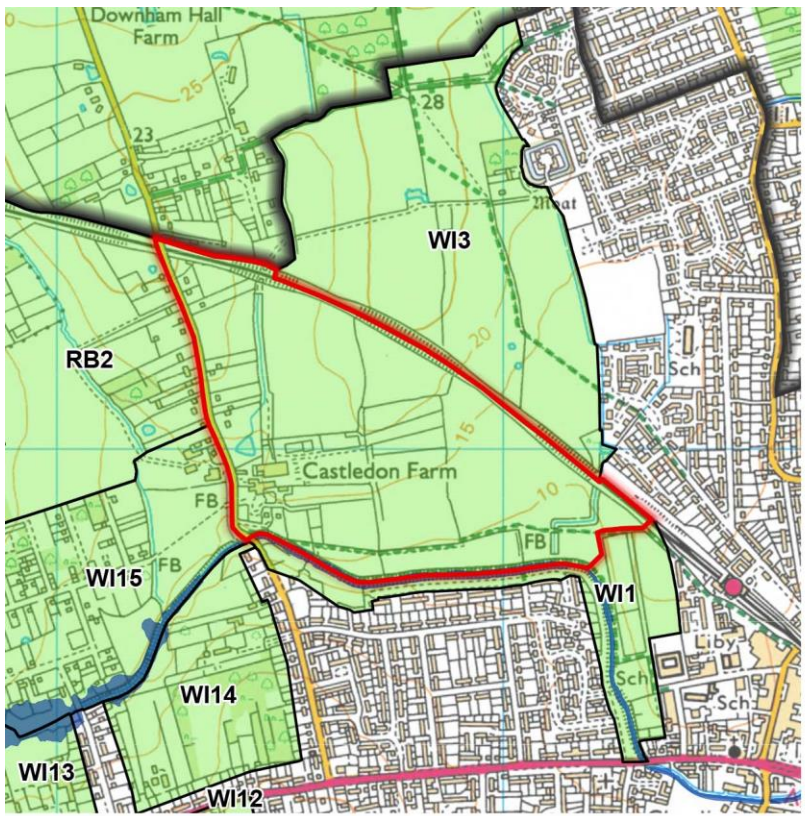 Downham Hall
Farm
25
28
23
Moat
WI3
RB2
20
Sch
15
Castledon Farm
10
FB
FB
FB
WI15
WI1
WI14
Liby
Sch
Sch
WI13
WI12